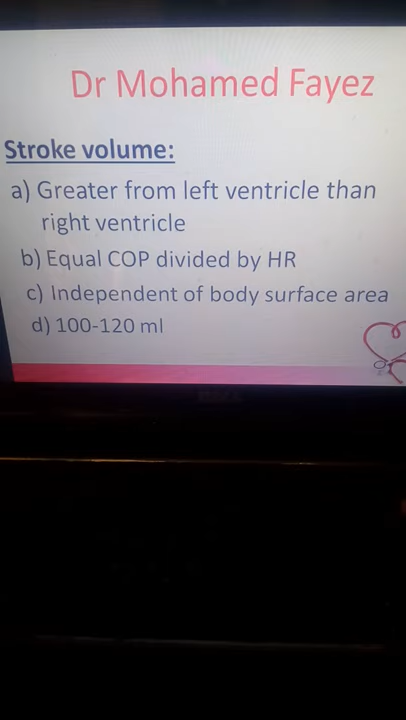 Dr Mohamed Fayez
Stroke volume:
a) Greater from left ventricle than
right ventricle
b) Equal COP divided by HR
c) Independent of body surface area
d) 100-120 ml